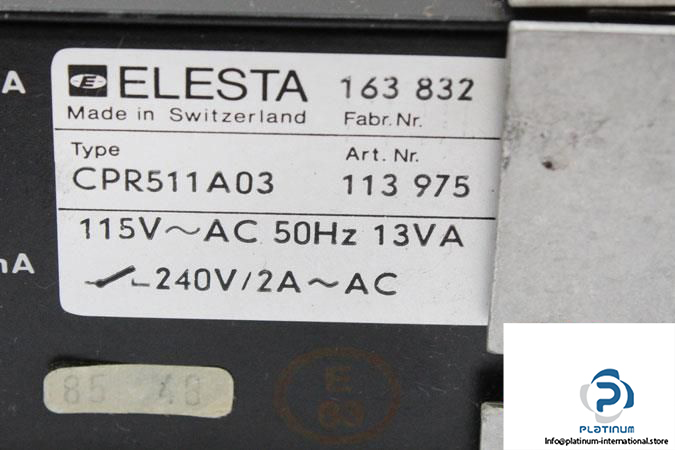 A
E ELESTA 163 832
Made in Switzerland Fabr. Nr.
Type Art. Nr.
CPR511A03 113 975
115V~AC 50Hz 13VA
240V/2A~AC
mA
85 48
E
83
PLATINUM
Info@platinum-international.store